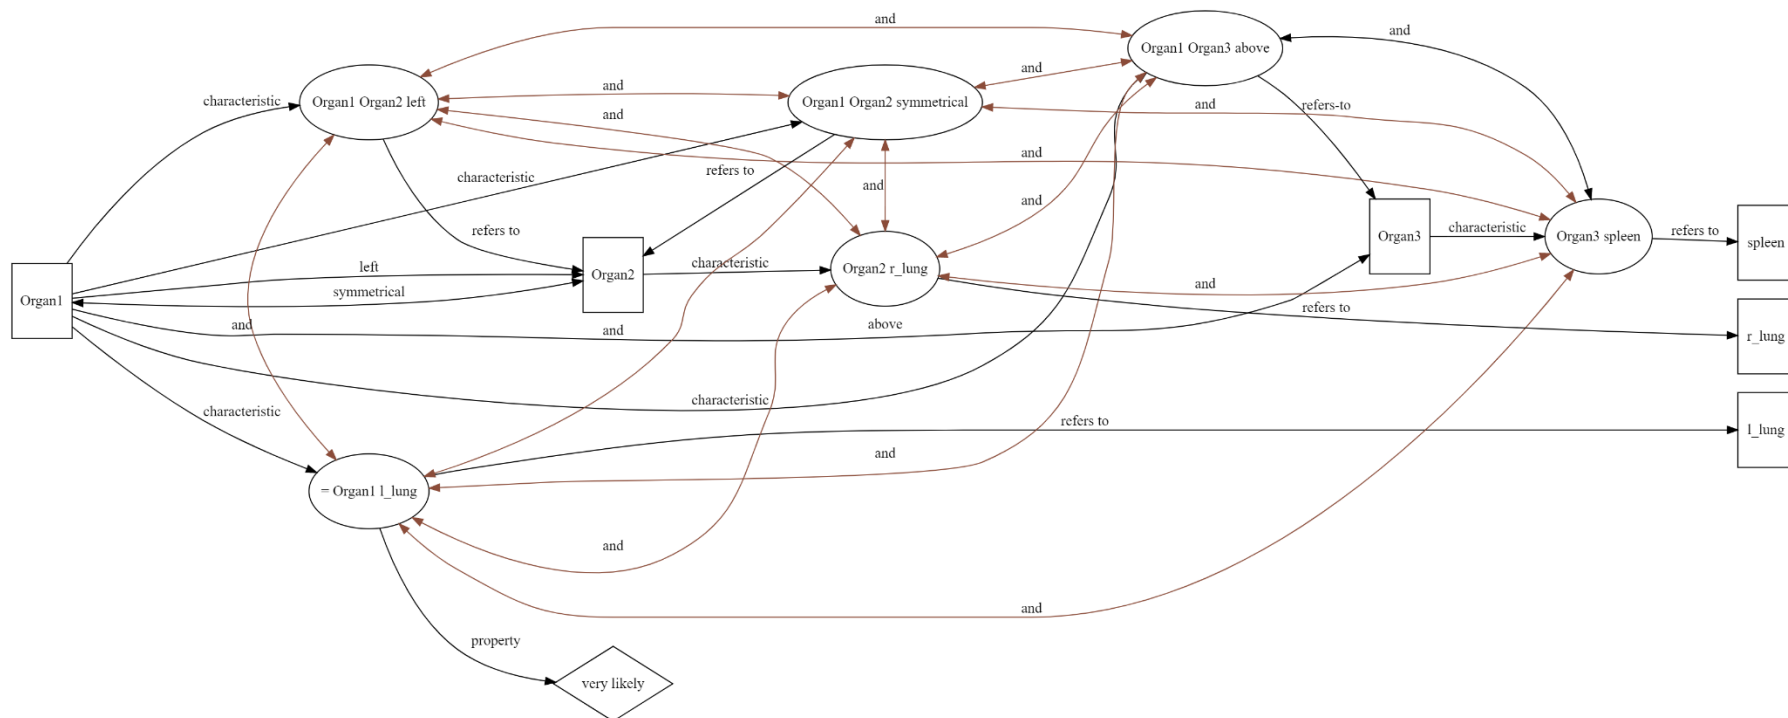 and
Organ1 Organ3 above
and
and
and
characteristic
Organ1 Organ2 left
and
Organ1 Organ2 symmetrical
and
refers-to
and
characteristic
refers to
and
and
and
refers to
Organ3
characteristic
Organ3 spleen
refers to
spleen
left
Organ2
characteristic
Organ2 r_lung
symmetrical
and
Organ1
refers to
and
and
above
r_lung
characteristic
characteristic
refers to
l_lung
and
= Organ1 l_lung
and
and
property
very likely